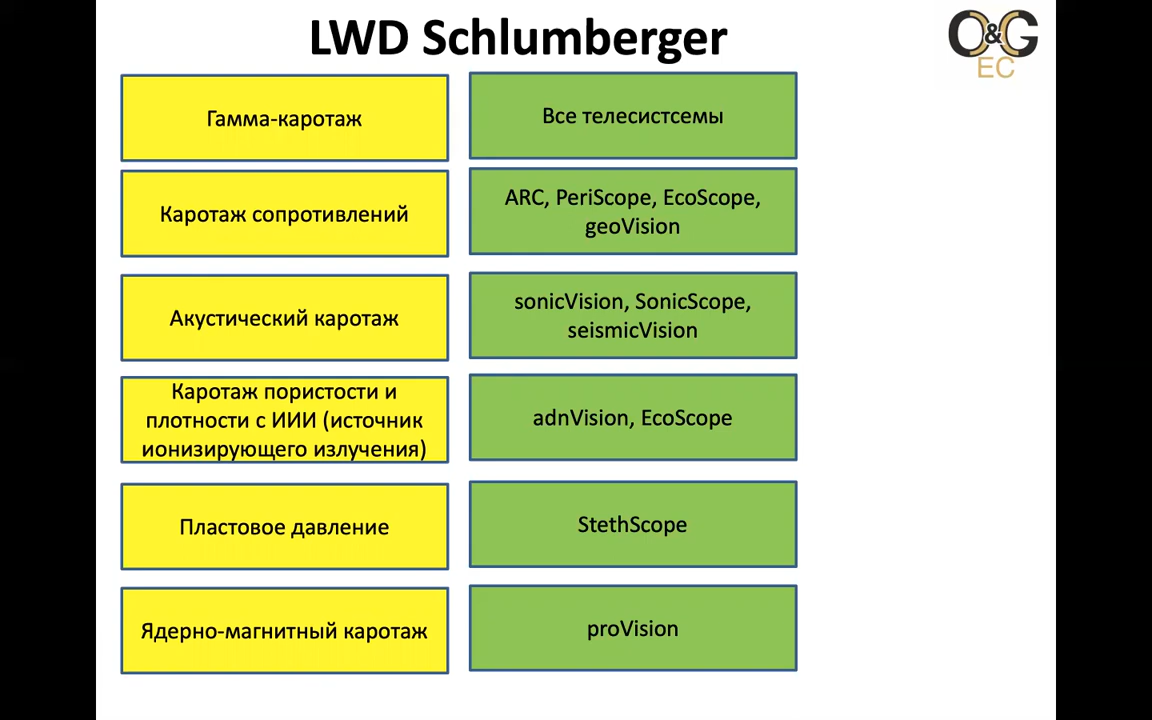 LWD Schlumberger
O&G
EC
Гамма-каротаж
Все телесистсемы
Каротаж сопротивлений
ARC, PeriScope, EcoScope,
geoVision
Акустический каротаж
sonicVision, SonicScope,
seismicVision
Каротаж пористости и
плотности с ИИИ (источник
ионизирующего излучения)
adnVision, EcoScope
Пластовое давление
StethScope
Ядерно-магнитный каротаж
proVision